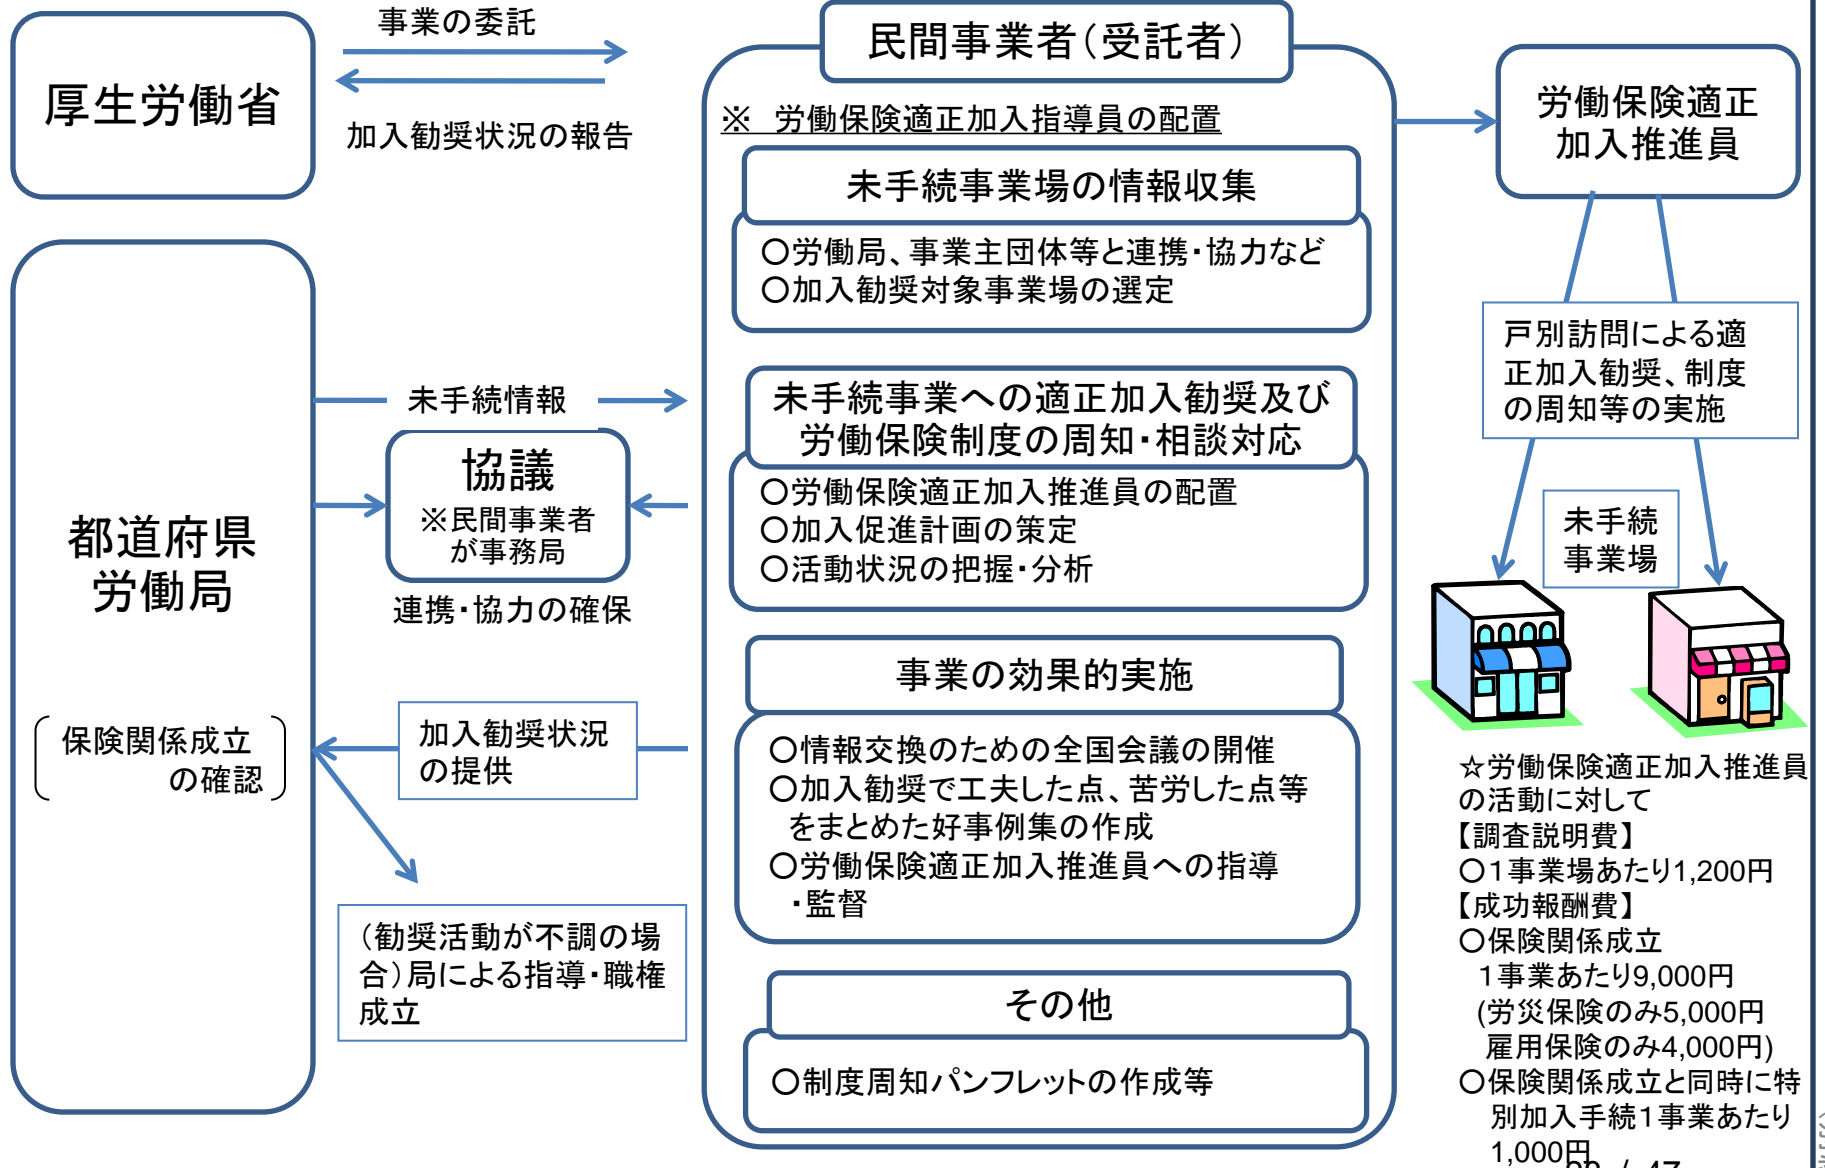 厚生労働省
事業の委託
加入勧奨状況の報告
民間事業者(受託者)
※　労働保険適正加入指導員の配置
未手続事業場の情報収集
○労働局、事業主団体等と連携・協力など
○加入勧奨対象事業場の選定
未手続事業への適正加入勧奨及び
労働保険制度の周知・相談対応
○労働保険適正加入推進員の配置
○加入促進計画の策定
○活動状況の把握・分析
事業の効果的実施
○情報交換のための全国会議の開催
○加入勧奨で工夫した点、苦労した点等
をまとめた好事例集の作成
○労働保険適正加入推進員への指導
・監督
その他
○制度周知パンフレットの作成等
都道府県
労働局
保険関係成立
の確認
未手続情報
協議
※民間事業者
が事務局
連携・協力の確保
加入勧奨状況
の提供
(勧奨活動が不調の場
合)局による指導・職権
成立
労働保険適正
加入推進員
戸別訪問による適
正加入勧奨、制度
の周知等の実施
未手続
事業場
☆労働保険適正加入推進員
の活動に対して
【調査説明費】
○1事業場あたり1,200円
【成功報酬費】
○保険関係成立
1事業あたり9,000円
(労災保険のみ5,000円
雇用保険のみ4,000円)
○保険関係成立と同時に特
別加入手続1事業あたり
1,000円